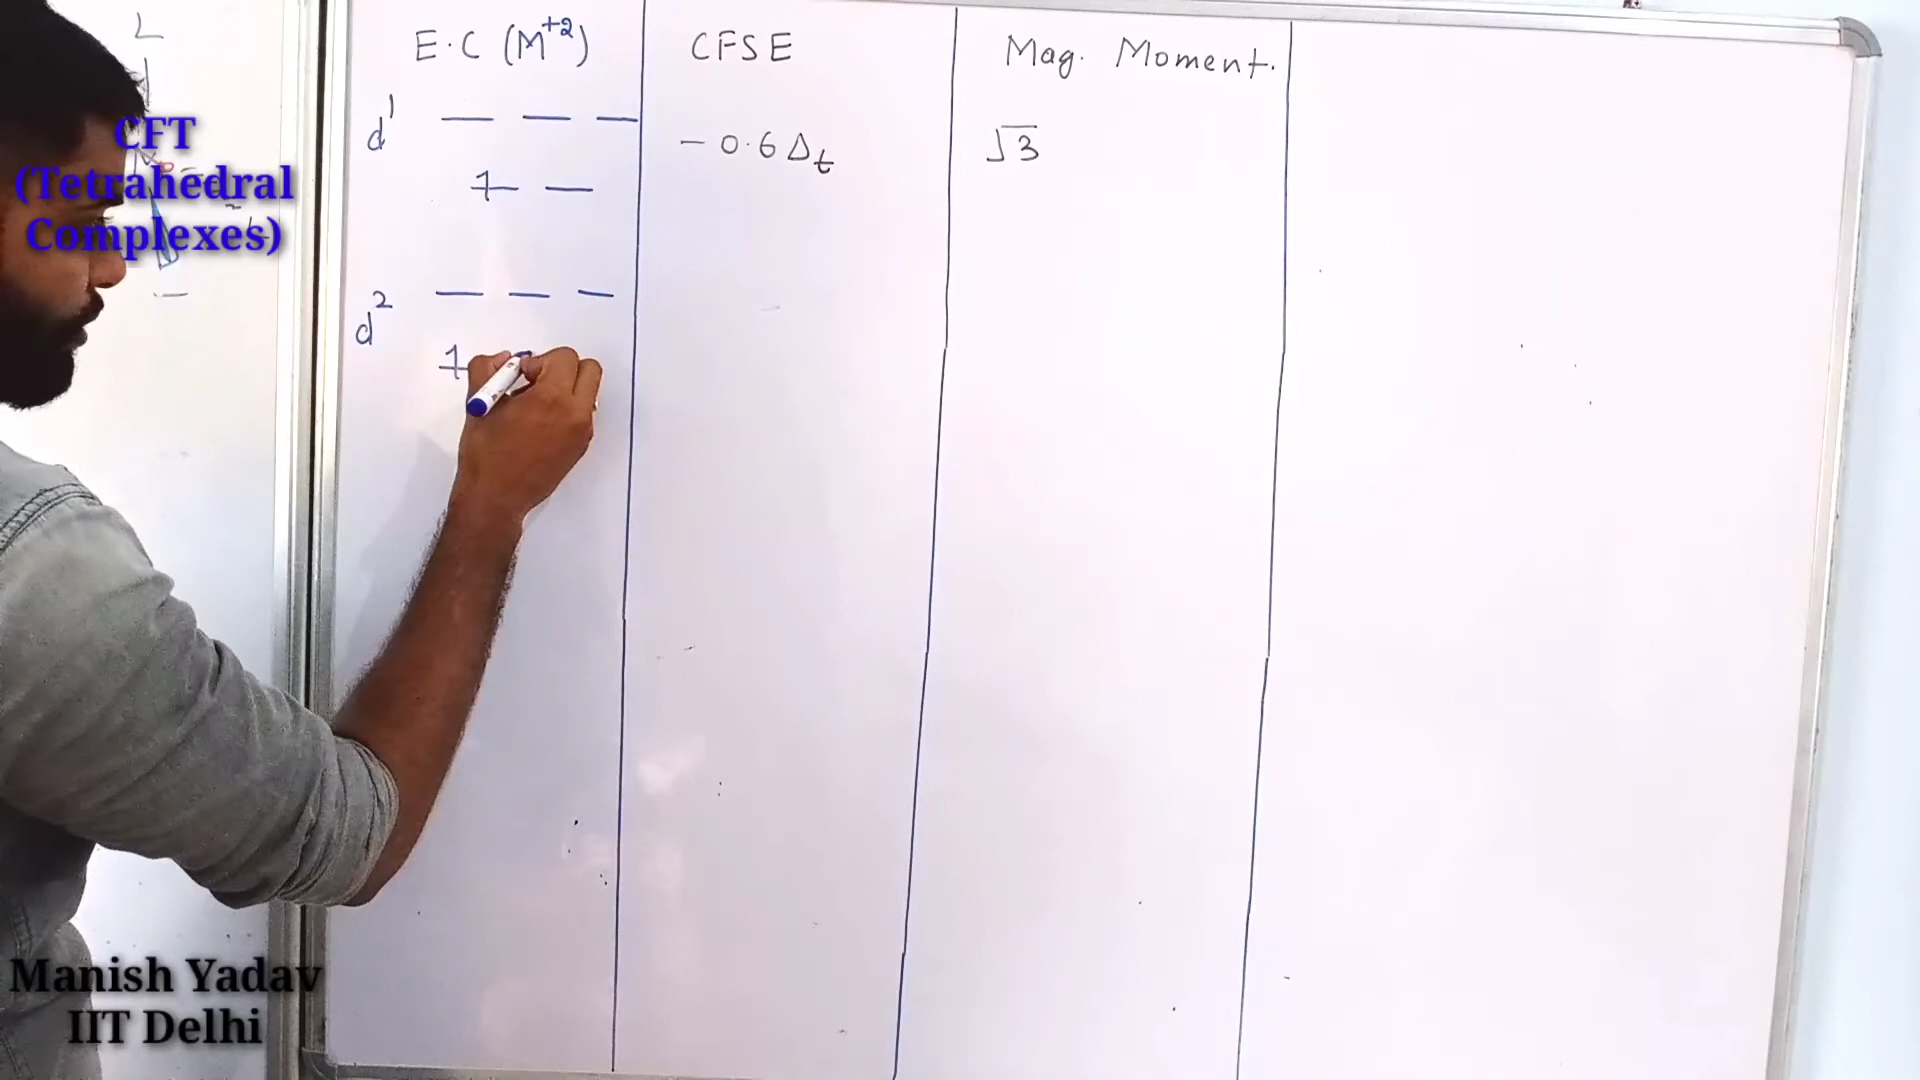 CFT
(Tetrahedral
Complexes)
L
E.C (M⁺²)
CFSE
Mag. Moment.
d¹
- 0.6 Δt
√3
d²
Manish Yadav
IIT Delhi